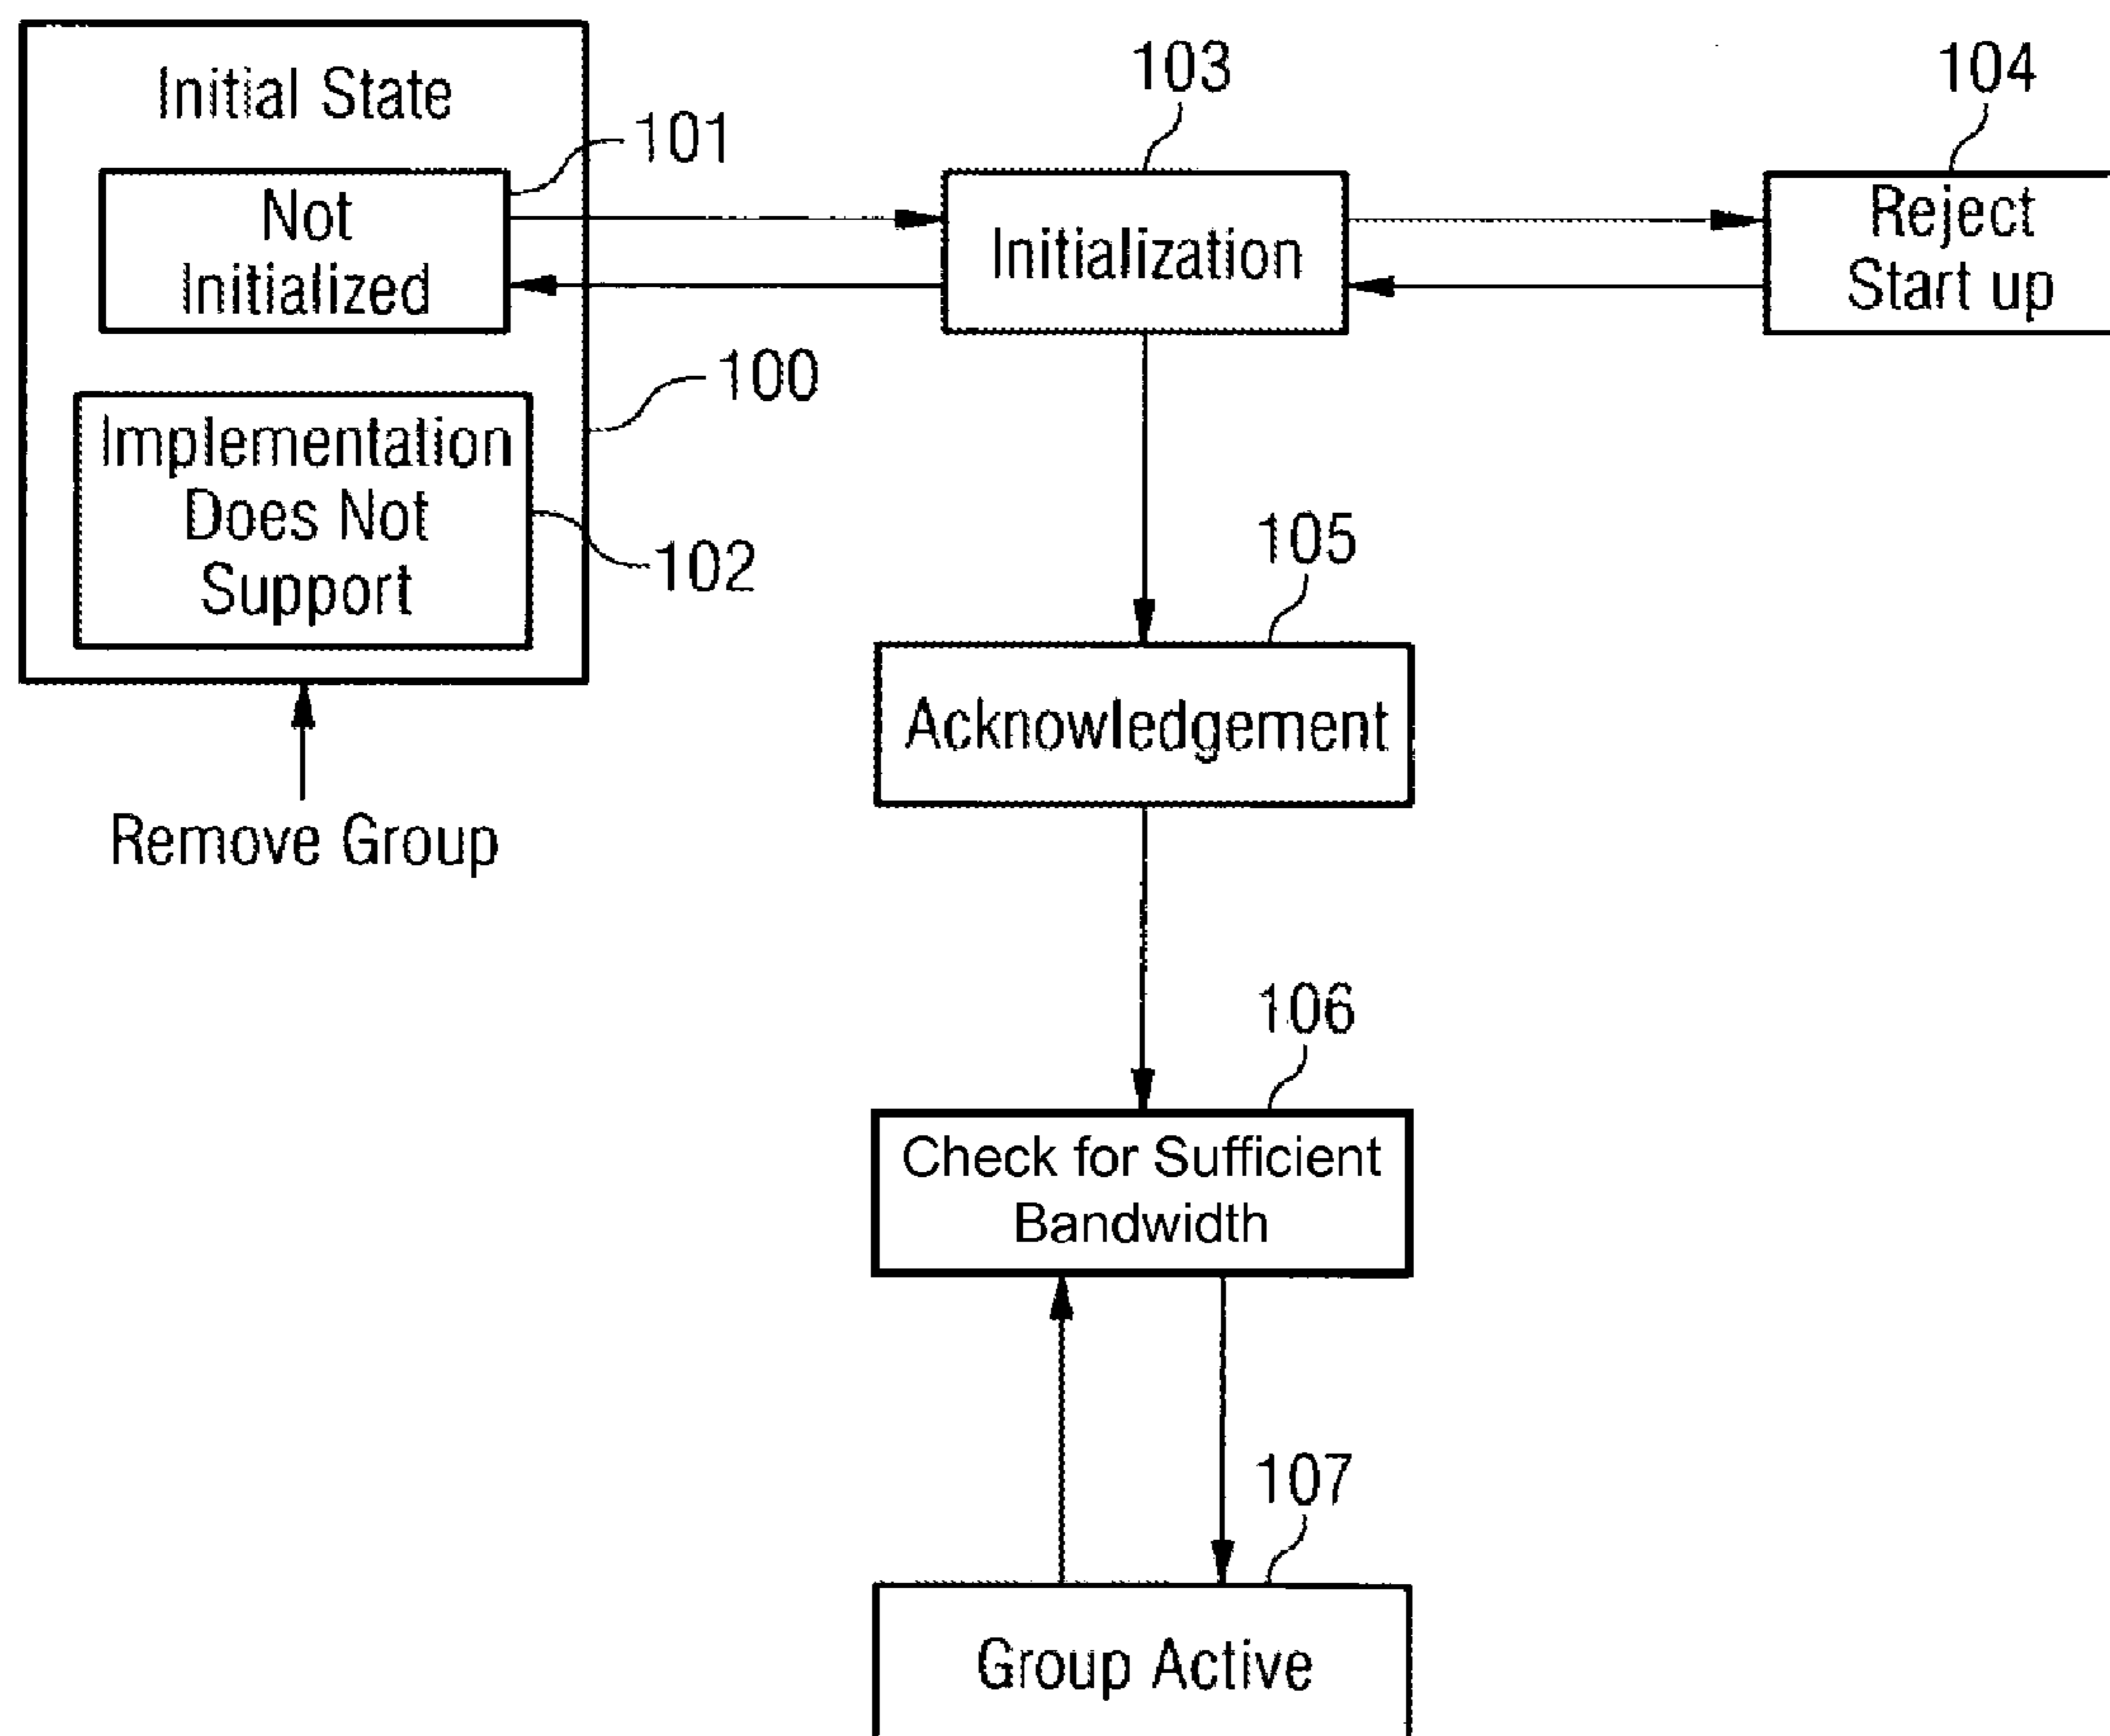 Initial State
101
Not
Initialized
100
Implementation
Does Not
Support
102
Remove Group
103
Initialization
104
Reject
Start up
105
Acknowledgement
106
Check for Sufficient
Bandwidth
107
Group Active